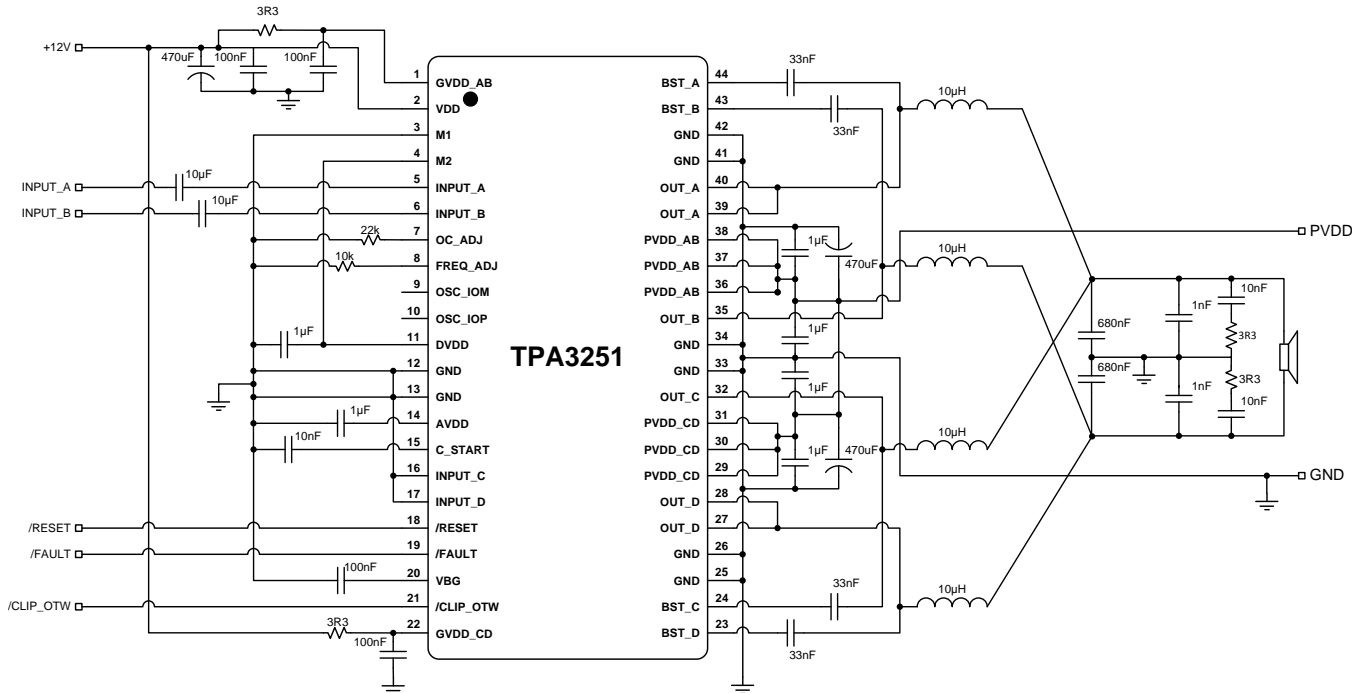 3R3
+12V
470uF
100nF
100nF
33nF
1
GVDD_AB
BST_A
44
10µH
2
VDD
BST_B
43
33nF
3
M1
GND
42
4
M2
GND
41
INPUT_A
10µF
5
INPUT_A
OUT_A
40
INPUT_B
10µF
6
INPUT_B
OUT_A
39
22k
7
OC_ADJ
PVDD_AB
38
1µF
470uF
10µH
PVDD
10k
8
FREQ_ADJ
PVDD_AB
37
9
OSC_IOM
PVDD_AB
36
10nF
10
OSC_IOP
OUT_B
35
1nF
680nF
1µF
11
DVDD
TPA3251
GND
34
1µF
3R3
12
GND
GND
33
680nF
13
GND
OUT_C
32
1µF
3R3
1nF
10nF
1µF
14
AVDD
PVDD_CD
31
10nF
15
C_START
PVDD_CD
30
1µF
470uF
10µH
16
INPUT_C
PVDD_CD
29
GND
17
INPUT_D
OUT_D
28
/RESET
18
/RESET
OUT_D
27
/FAULT
19
/FAULT
GND
26
100nF
20
VBG
GND
25
33nF
10µH
/CLIP_OTW
21
/CLIP_OTW
BST_C
24
3R3
100nF
22
GVDD_CD
BST_D
23
33nF